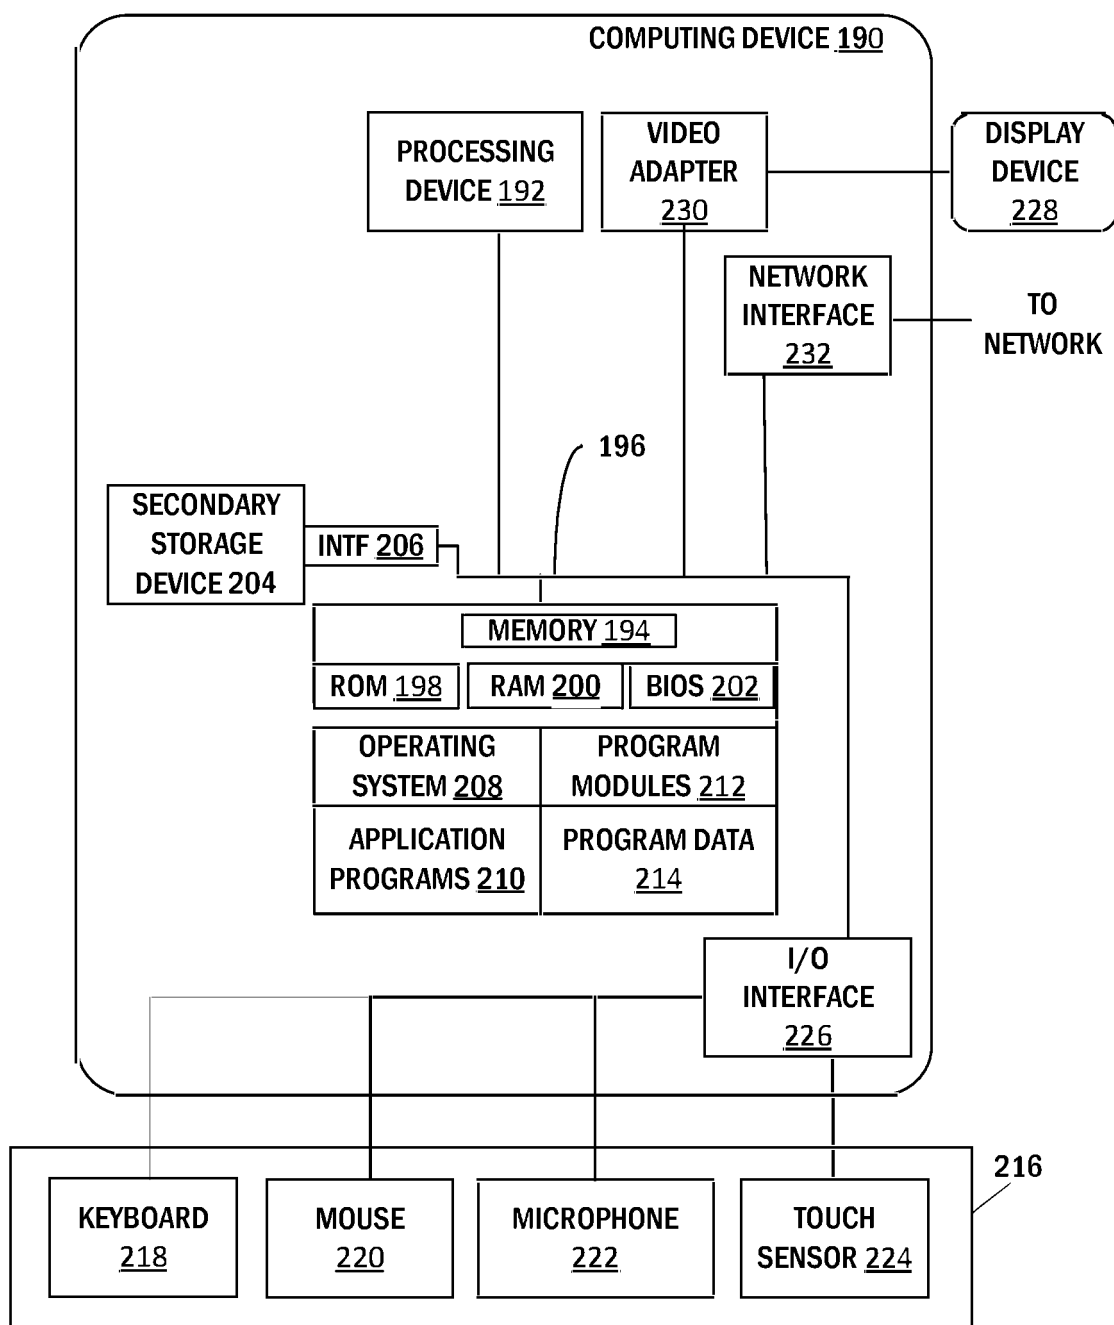 COMPUTING DEVICE 190
PROCESSING
DEVICE 192
VIDEO
ADAPTER
230
DISPLAY
DEVICE
228
NETWORK
INTERFACE
232
TO
NETWORK
196
SECONDARY
STORAGE
DEVICE 204
INTF 206
MEMORY 194
ROM 198
RAM 200
BIOS 202
OPERATING
SYSTEM 208
PROGRAM
MODULES 212
APPLICATION
PROGRAMS 210
PROGRAM DATA
214
I/O
INTERFACE
226
216
KEYBOARD
218
MOUSE
220
MICROPHONE
222
TOUCH
SENSOR 224